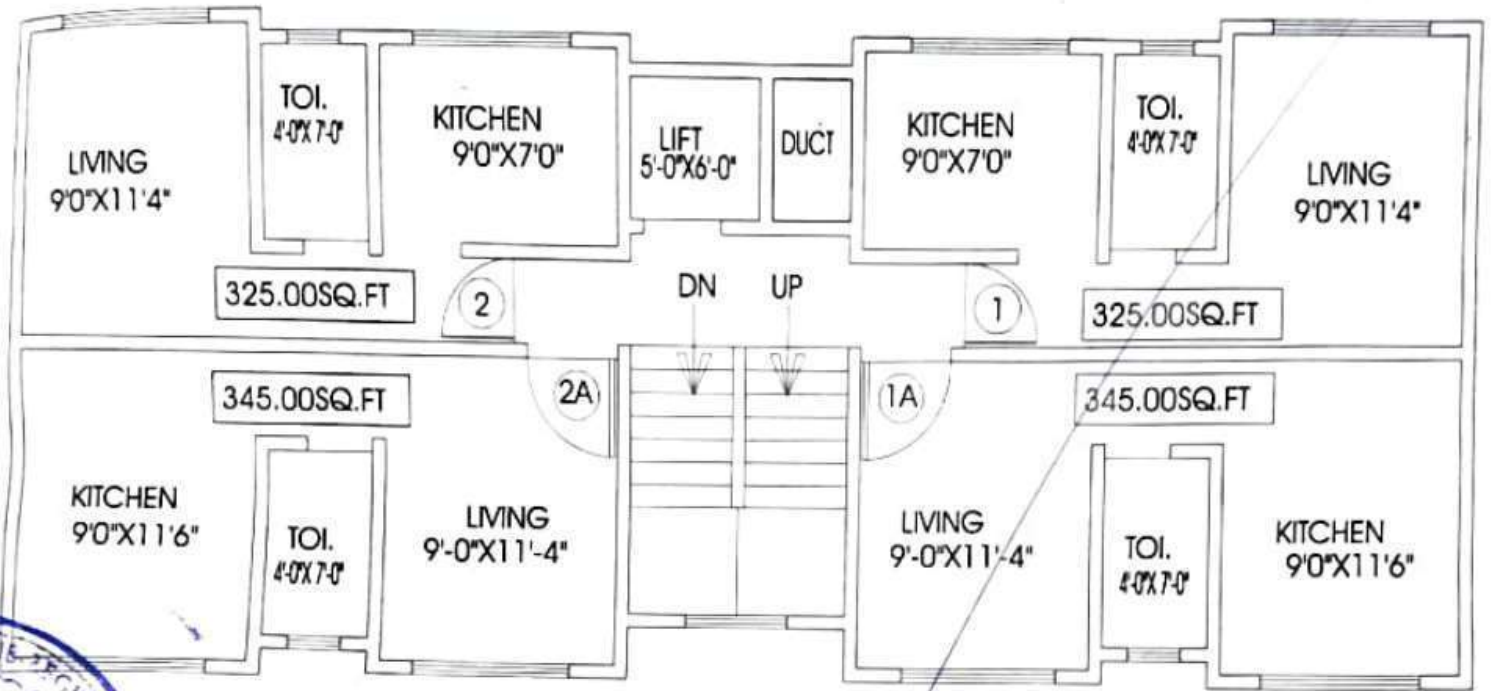 LIVING
9'0"X11'4"
TOI.
4'-0"X7'-0"
KITCHEN
9'0"X7'0"
LIFT
5'-0"X6'-0"
DUCT
KITCHEN
9'0"X7'0"
TOI.
4'-0"X7'-0"
LIVING
9'0"X11'4"
325.00SQ.FT
2
DN
UP
1
325.00SQ.FT
345.00SQ.FT
2A
1A
345.00SQ.FT
KITCHEN
9'0"X11'6"
TOI.
4'-0"X7'-0"
LIVING
9'-0"X11'-4"
LIVING
9'-0"X11'-4"
TOI.
4'-0"X7'-0"
KITCHEN
9'0"X11'6"